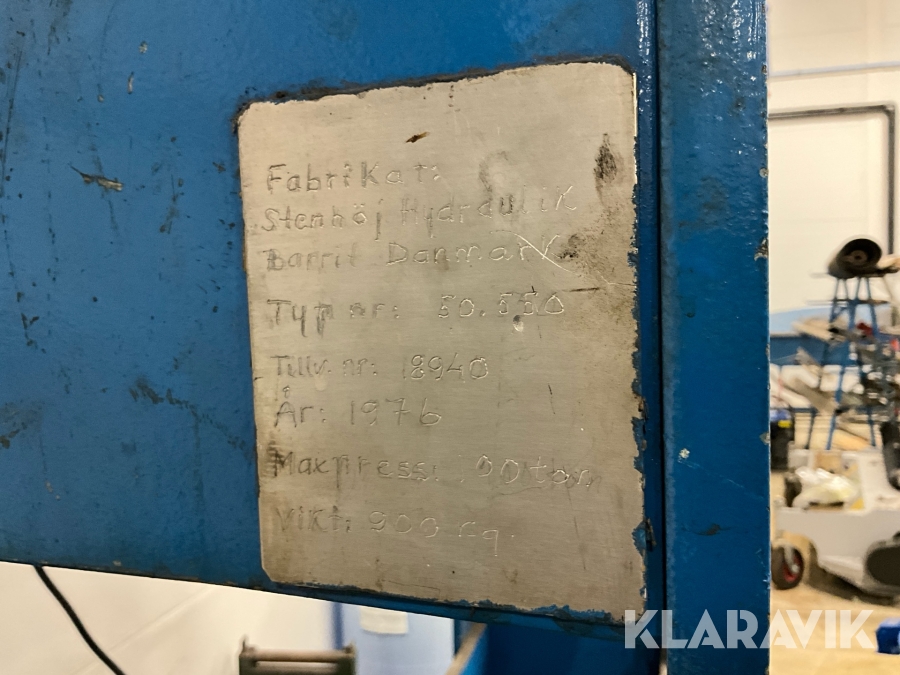 Fabrikat:
Stenhöj Hydraulik
Barrit Danmark
Typ nr: 50.550
Tillv. nr: 18940
År: 1976
Maxpress: 00 ton
Vikt: 900 kg
KLARAVIK